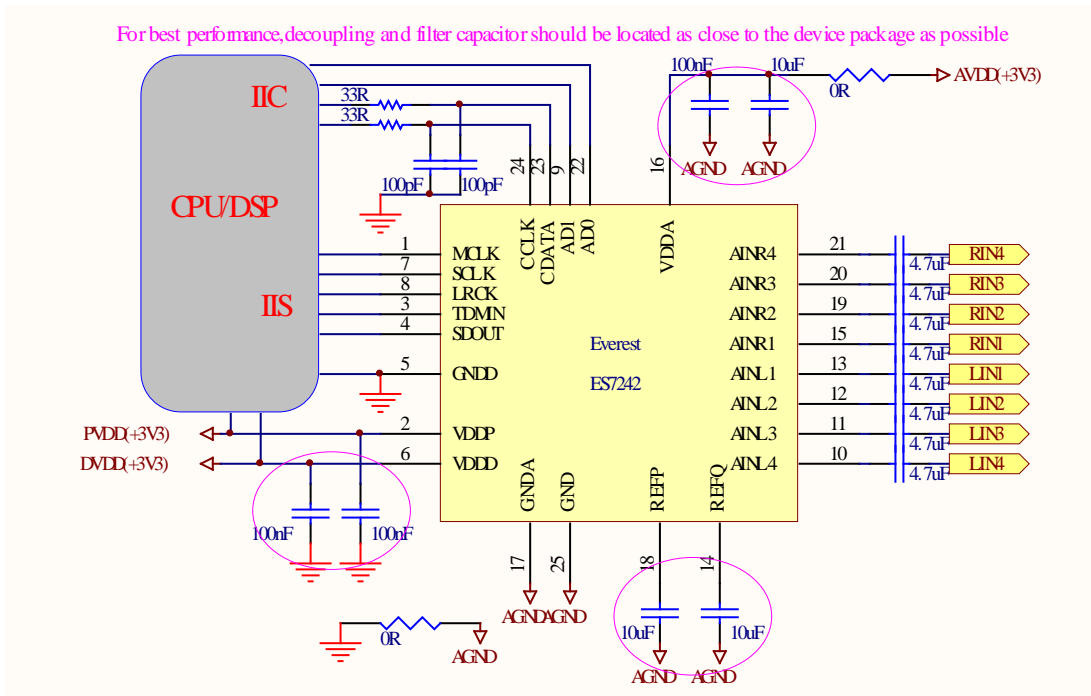 For best performance,decoupling and filter capacitor should be located as close to the device package as possible
100nF
10uF
AVDD(+3V3)
0R
AGND
AGND
16
VDDA
IIC
33R
33R
100pF
100pF
24
23
9
22
CCLK
CDATA
AD1
AD0
CPU/DSP
IIS
1
MCLK
7
SCLK
8
LRCK
3
TDMIN
4
SDOUT
5
GNDD
2
VDDP
6
VDDD
PVDD(+3V3)
DVDD(+3V3)
100nF
100nF
Everest
ES7242
AINR4
21
4.7uF
RIN4
AINR3
20
4.7uF
RIN3
AINR2
19
4.7uF
RIN2
AINR1
15
4.7uF
RIN1
AINL1
13
4.7uF
LIN1
AINL2
12
4.7uF
LIN2
AINL3
11
4.7uF
LIN3
AINL4
10
4.7uF
LIN4
GNDA
GND
REFP
REFQ
17
25
18
14
AGND
AGND
10uF
10uF
AGND
AGND
0R
AGND